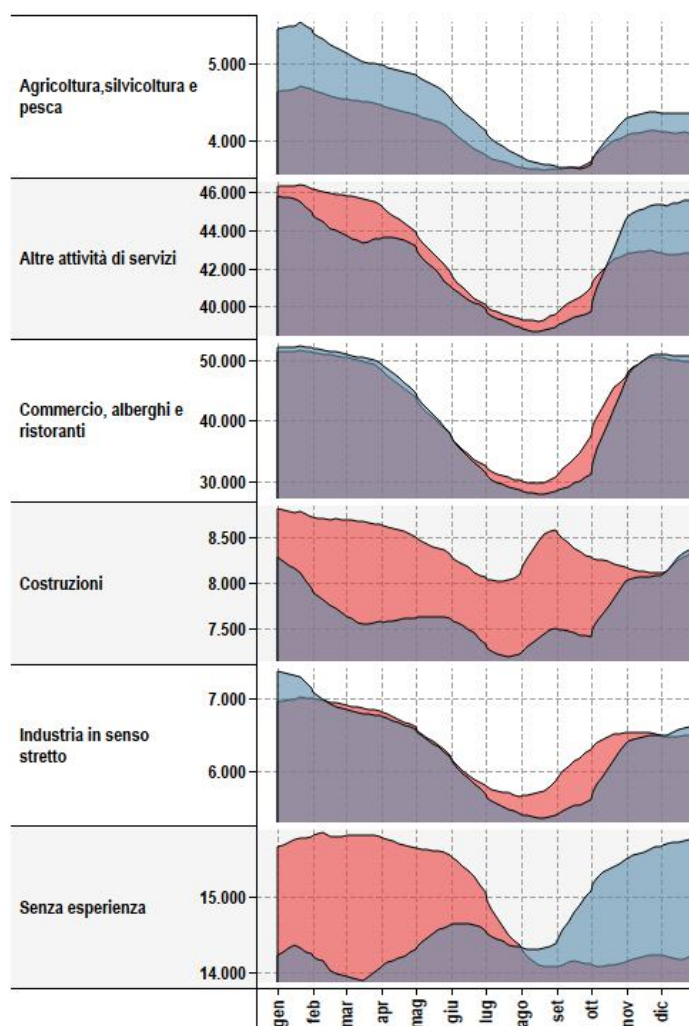 Agricoltura,silvicoltura e
pesca
5.000
4.000
Altre attività di servizi
46.000
44.000
42.000
40.000
Commercio, alberghi e
ristoranti
50.000
40.000
30.000
Costruzioni
8.500
8.000
7.500
Industria in senso
stretto
7.000
6.000
Senza esperienza
15.000
14.000
gen
feb
mar
apr
mag
giu
lug
ago
set
ott
nov
dic